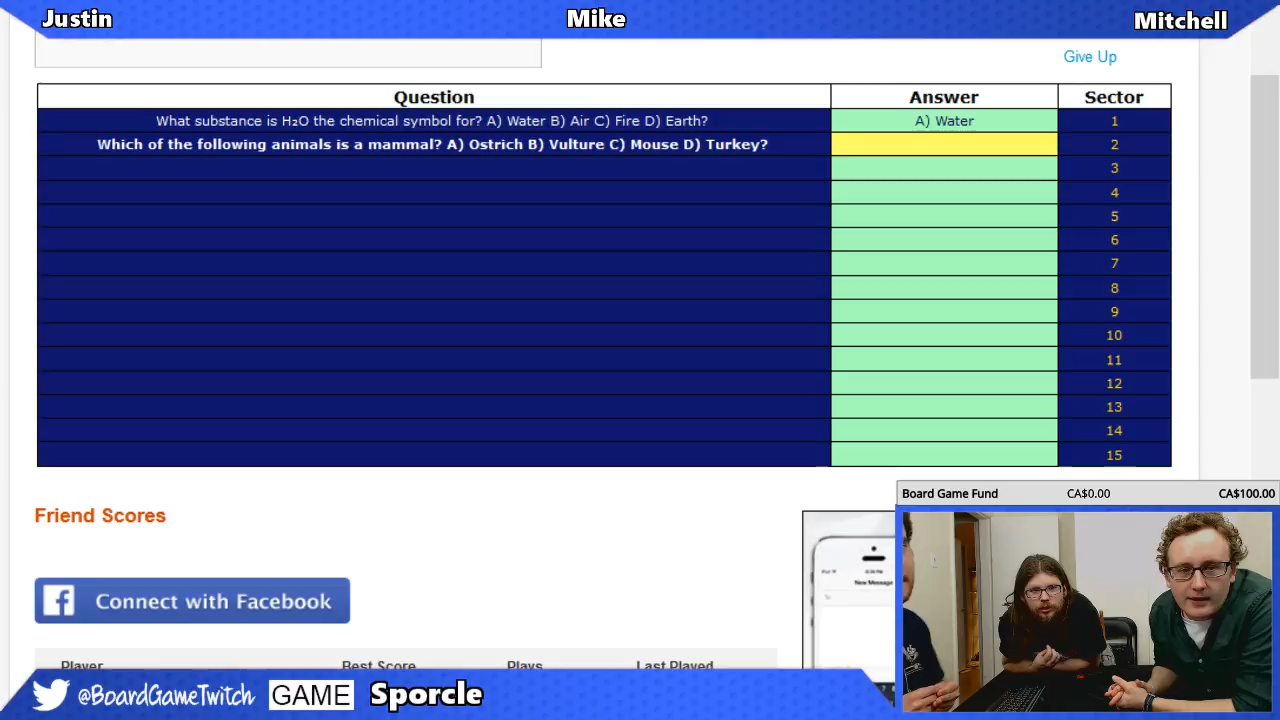 Justin
Mike
Mitchell
Give Up
Question
Answer
Sector
What substance is H2O the chemical symbol for? A) Water B) Air C) Fire D) Earth?
A) Water
1
Which of the following animals is a mammal? A) Ostrich B) Vulture C) Mouse D) Turkey?
2
3
4
5
6
7
8
9
10
11
12
13
14
15
Board Game Fund
CA$0.00
CA$100.00
Friend Scores
New Message
Connect with Facebook
Player
Best Score
Plays
Last Played
@BoardGameTwitch
GAME
Sporcle